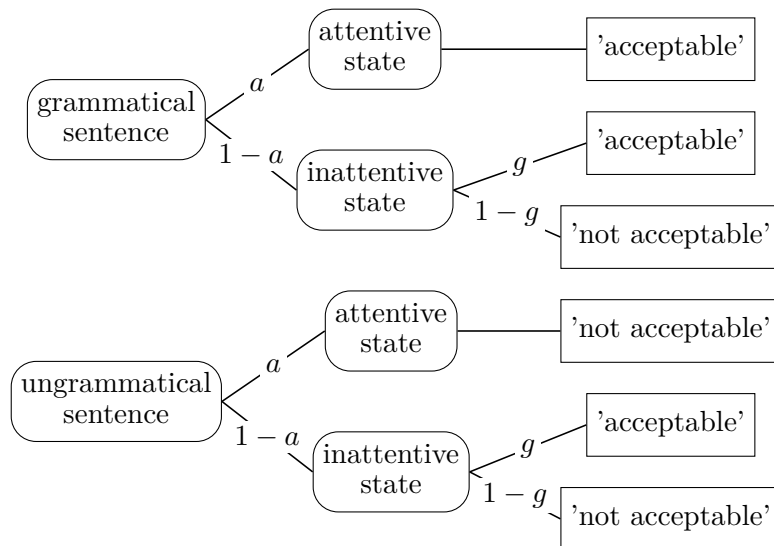 attentive
state
'acceptable'
a
grammatical
sentence
1 − a
inattentive
state
g
'acceptable'
1 − g
'not acceptable'
attentive
state
'not acceptable'
a
ungrammatical
sentence
1 − a
inattentive
state
g
'acceptable'
1 − g
'not acceptable'